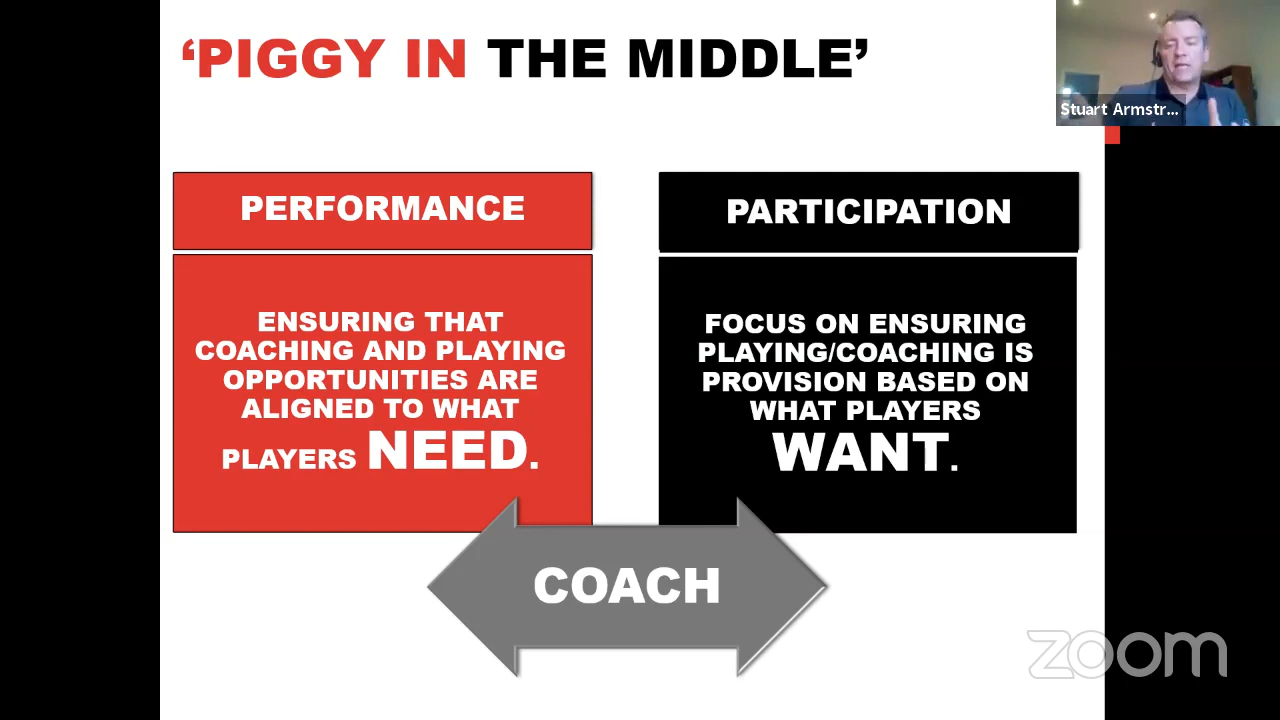 ‘PIGGY IN THE MIDDLE’
Stuart Armstr...
PERFORMANCE
PARTICIPATION
ENSURING THAT
COACHING AND PLAYING
OPPORTUNITIES ARE
ALIGNED TO WHAT
PLAYERS NEED.
FOCUS ON ENSURING
PLAYING/COACHING IS
PROVISION BASED ON
WHAT PLAYERS
WANT.
COACH
zoom